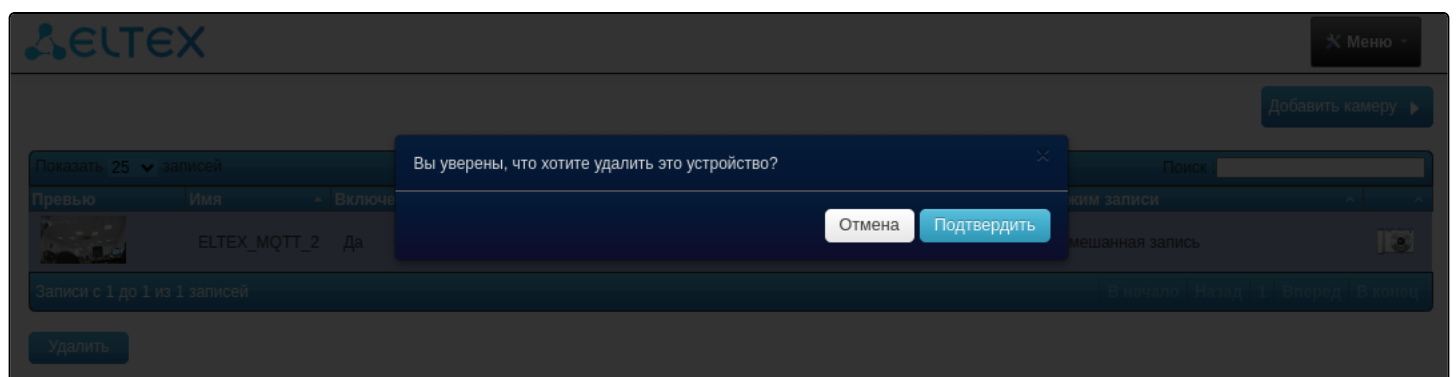 ELTEX
Меню
Добавить камеру
Вы уверены, что хотите удалить это устройство?
Показать 25 записей
Поиск
Превью Имя Включе жим записи
Отмена Подтвердить
ELTEX_MQTT_2 Да мешанная запись
Записи с 1 до 1 из 1 записей В начало Назад 1 Вперед В конец
Удалить